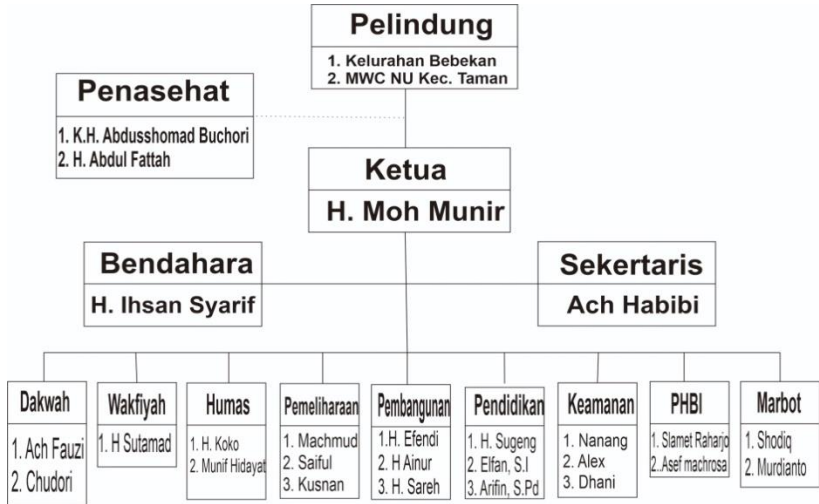 Pelindung
1. Kelurahan Bebekan
2. MWC NU Kec. Taman
Penasehat
1. K.H. Abdusshomad Buchori
2. H. Abdul Fattah
Ketua
H. Moh Munir
Bendahara
H. Ihsan Syarif
Sekertaris
Ach Habibi
Dakwah
1. Ach Fauzi
2. Chudori
Wakfiyah
1. H Sutamad
Humas
1. H. Koko
2. Munif Hidayat
Pemeliharaan
1. Machmud
2. Saiful
3. Kusnan
Pembangunan
1.H. Efendi
2. H Ainur
3. H. Sareh
Pendidikan
1. H. Sugeng
2. Elfan, S.I
3. Arifin, S.Pd
Keamanan
1. Nanang
2. Alex
3. Dhani
PHBI
1. Slamet Raharjo
2..Asef machrosa
Marbot
1. Shodiq
2. Murdianto